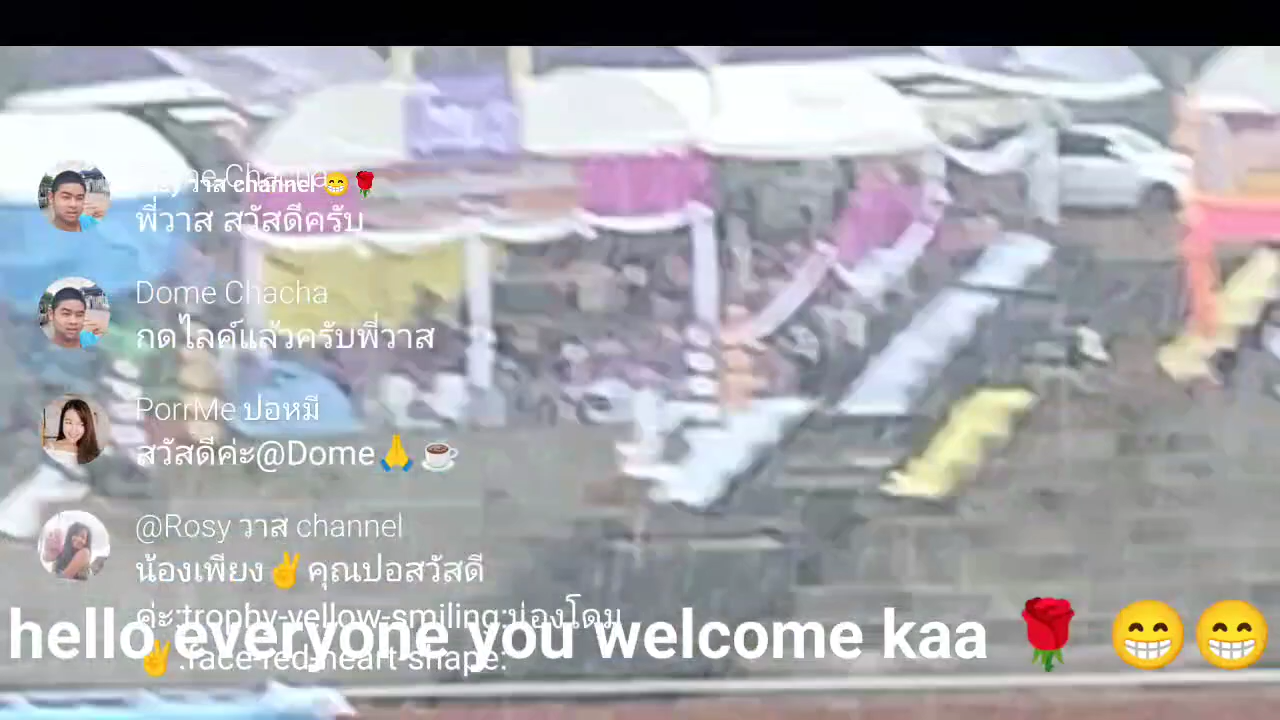 Dome Chacha
วาส channel 😁🌹
พี่วาส สวัสดีครับ
Dome Chacha
กดไลค์แล้วครับพี่วาส
PorrMe ปอหมี
สวัสดีค่ะ@Dome🙏☕
@Rosy วาส channel
น้องเพียง✌คุณปอสวัสดี
ค่ะ:trophy-yellow-smiling:น่องโดม
hello everyone you welcome kaa 🌹 😁😁
✌:face-red-heart-shape: